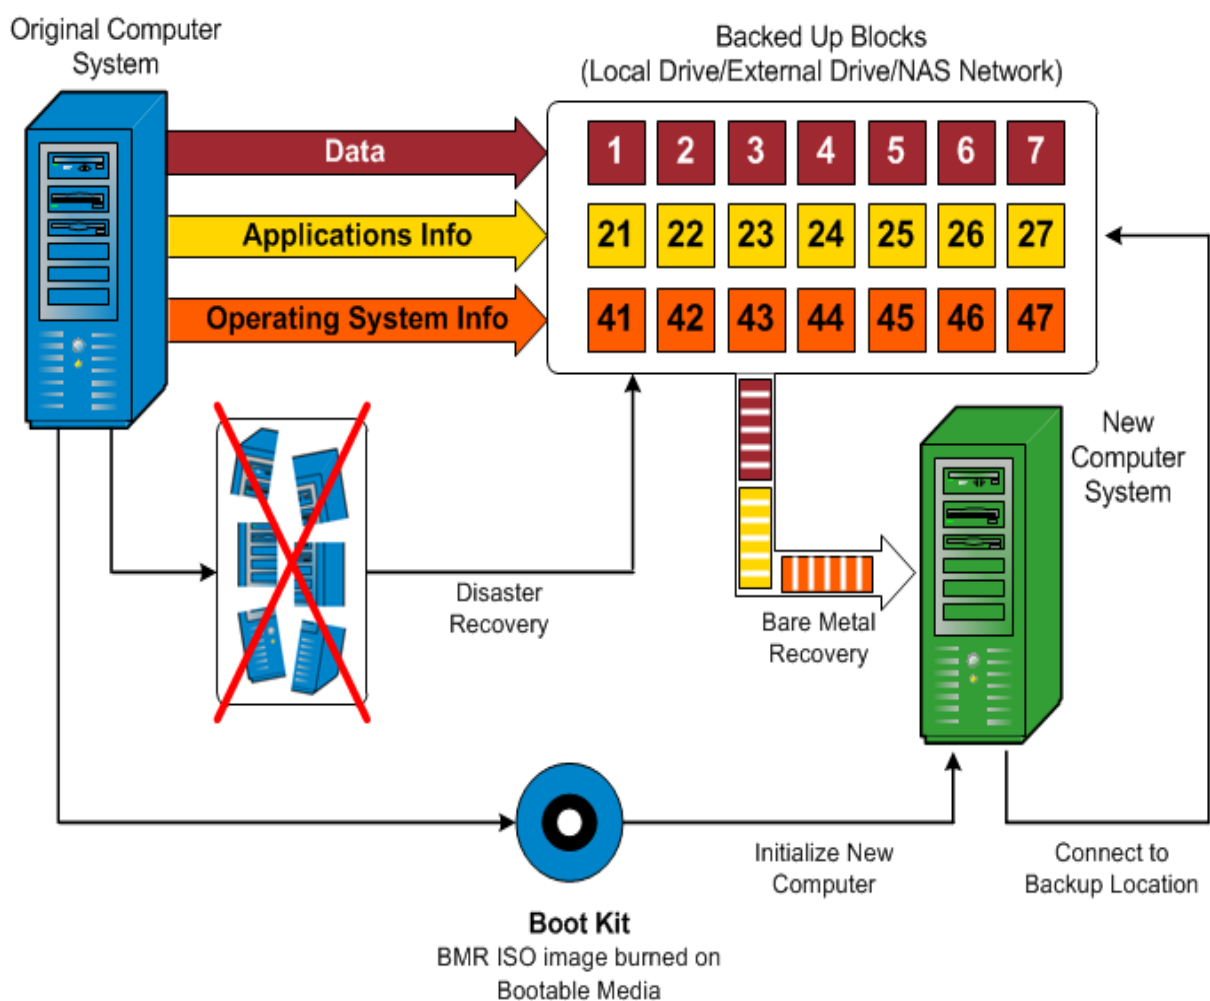 Original Computer
System
Backed Up Blocks
(Local Drive/External Drive/NAS Network)
Data
1 2 3 4 5 6 7
Applications Info
21 22 23 24 25 26 27
Operating System Info
41 42 43 44 45 46 47
New
Computer
System
Disaster
Recovery
Bare Metal
Recovery
Initialize New
Computer
Connect to
Backup Location
Boot Kit
BMR ISO image burned on
Bootable Media